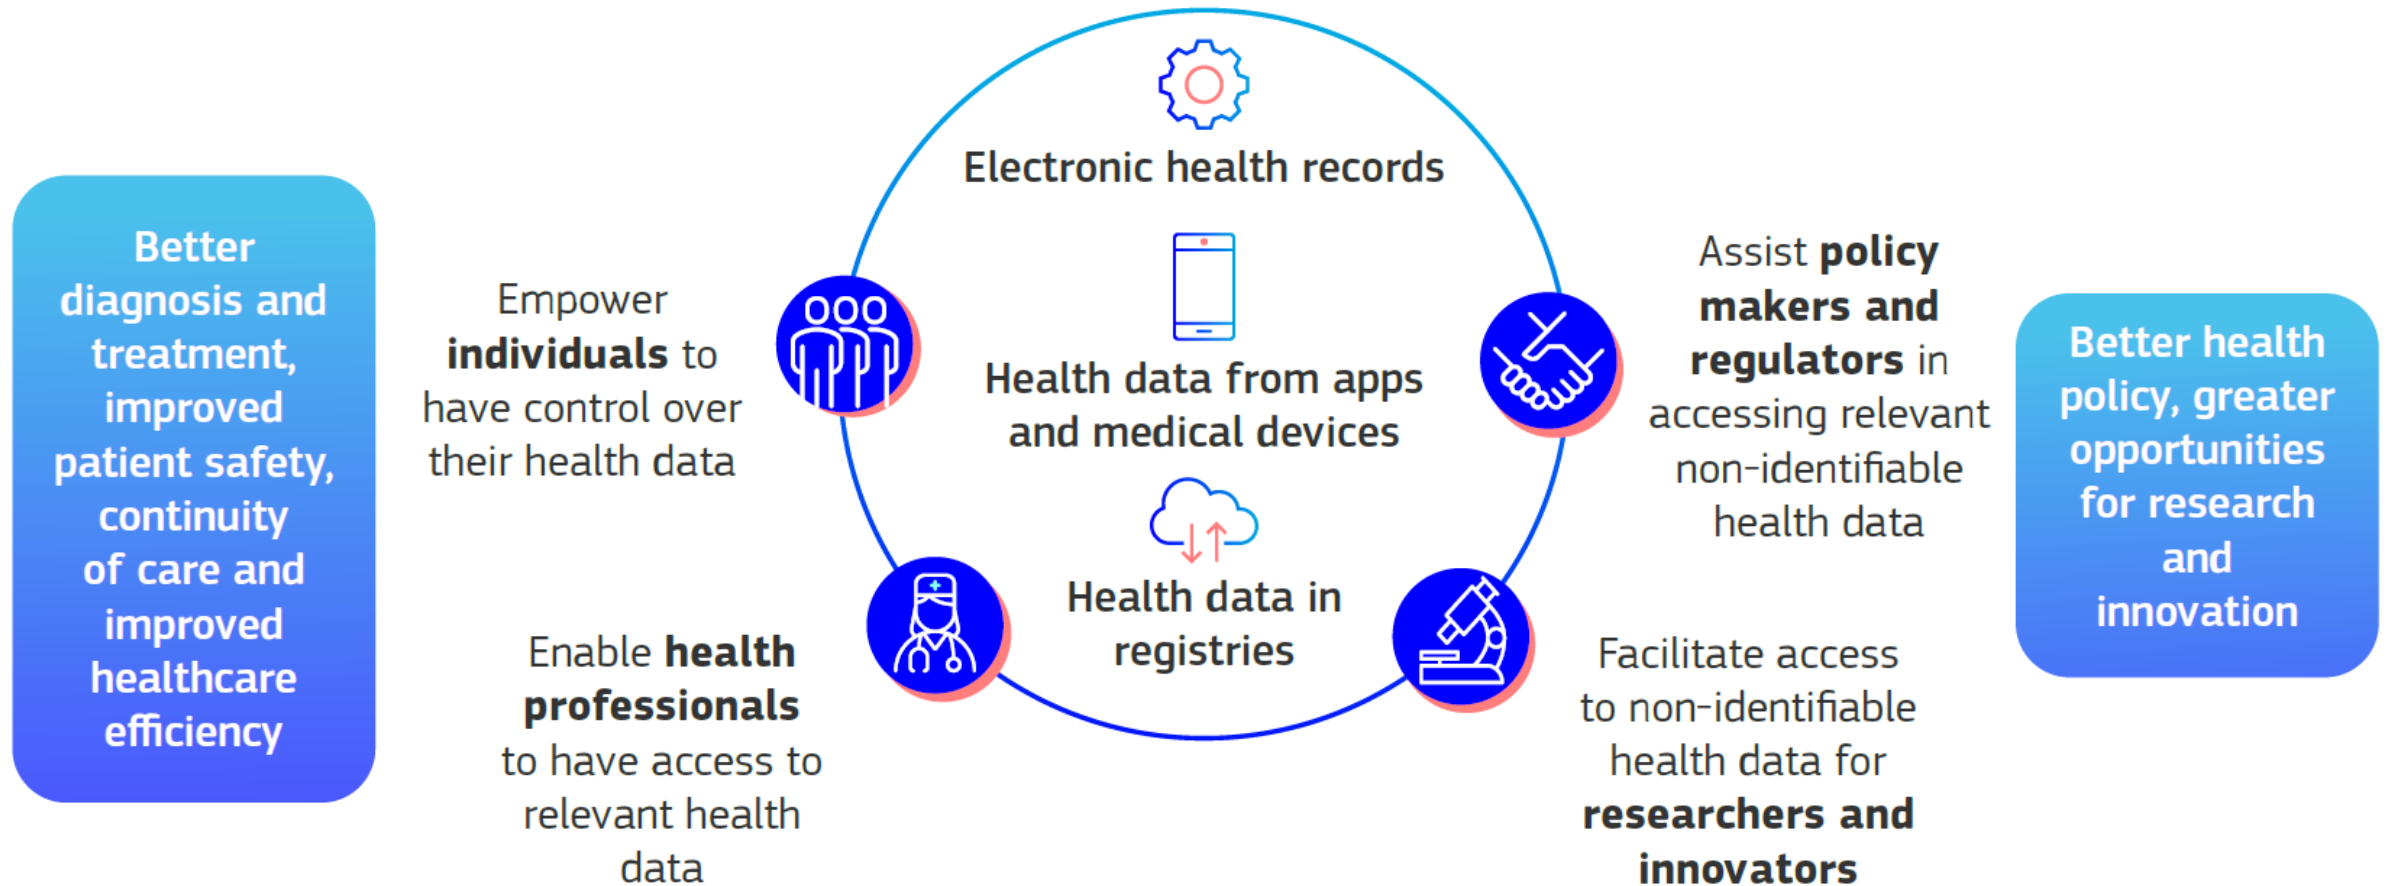 Better
diagnosis and
treatment,
improved
patient safety,
continuity
of care and
improved
healthcare
efficiency
Empower
individuals to
have control over
their health data
Enable health
professionals
to have access to
relevant health
data
Electronic health records
Health data from apps
and medical devices
Health data in
registries
Assist policy
makers and
regulators in
accessing relevant
non-identifiable
health data
Facilitate access
to non-identifiable
health data for
researchers and
innovators
Better health
policy, greater
opportunities
for research
and
innovation